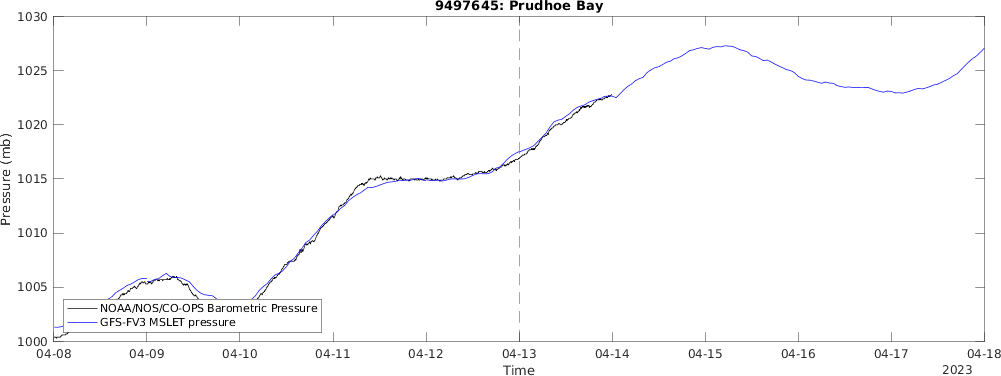 9497645: Prudhoe Bay
1030
1025
1020
1015
1010
1005
1000
Pressure (mb)
NOAA/NOS/CO-OPS Barometric Pressure
GFS-FV3 MSLET pressure
04-08 04-09 04-10 04-11 04-12 04-13 04-14 04-15 04-16 04-17 04-18
Time
2023